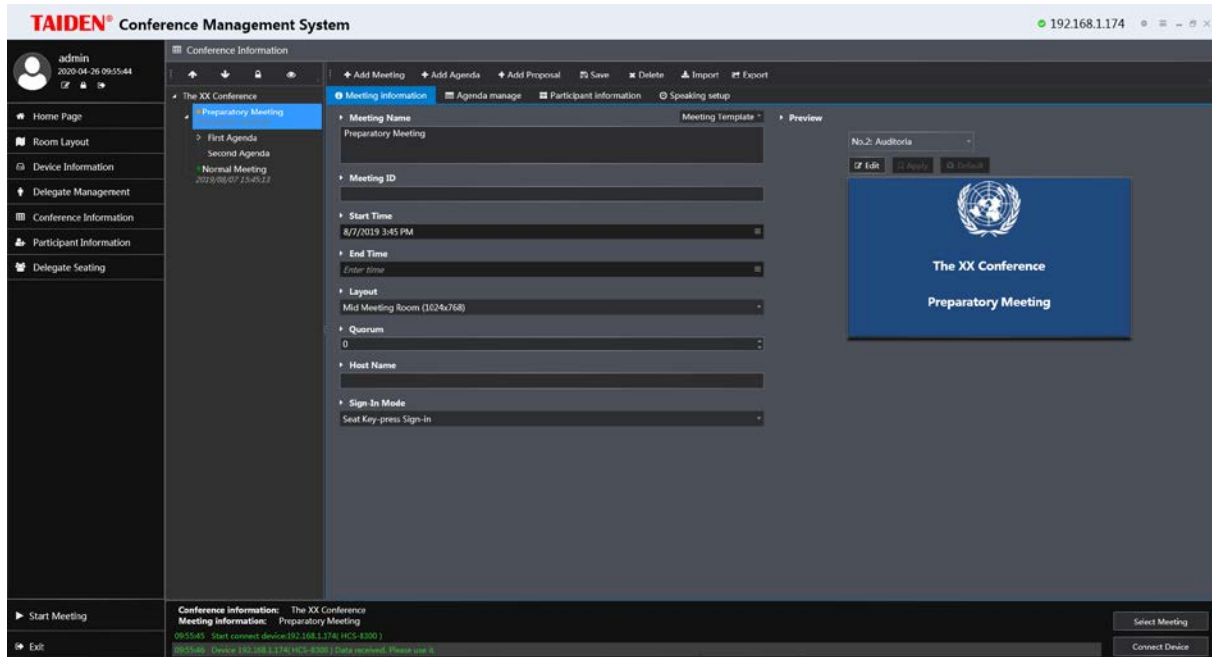 TAIDEN® Conference Management System
192.168.1.174
admin
2020-04-26 09:55:44
Home Page
Room Layout
Device Information
Delegate Management
Conference Information
Participant Information
Delegate Seating
Start Meeting
Exit
Conference Information
The XX Conference
Preparatory Meeting
First Agenda
Second Agenda
Normal Meeting
2019/08/07 15:45:13
Add Meeting Add Agenda Add Proposal Save Delete Import Export
Meeting information Agenda manage Participant information Speaking setup
Meeting Name Meeting Template
Preparatory Meeting
Meeting ID
Start Time
8/7/2019 3:45 PM
End Time
Enter time
Layout
Mid Meeting Room (1024x768)
Quorum
0
Host Name
Sign-In Mode
Seat Key-press Sign-in
Preview
No.2: Auditoria
Edit Apply Default
The XX Conference
Preparatory Meeting
Conference information: The XX Conference
Meeting information: Preparatory Meeting
09:55:45 Start connect device:192.168.1.174( HCS-8300 )
09:55:46 Device 192.168.1.174( HCS-8300 ) Data received. Please use it.
Select Meeting
Connect Device